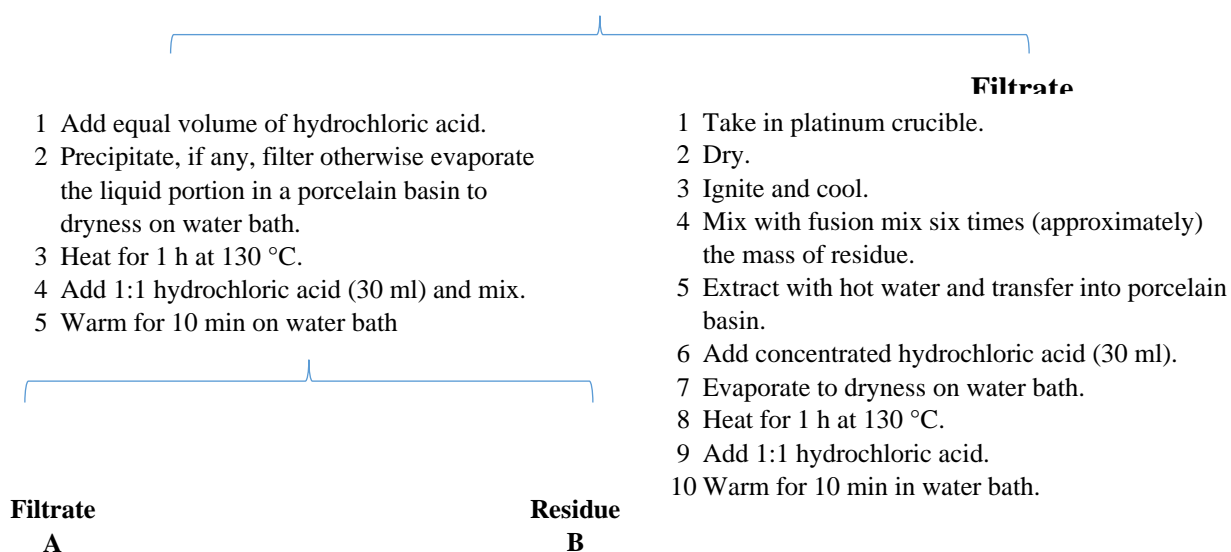 Filtrate
1 Add equal volume of hydrochloric acid.
2 Precipitate, if any, filter otherwise evaporate
the liquid portion in a porcelain basin to
dryness on water bath.
3 Heat for 1 h at 130 °C.
4 Add 1:1 hydrochloric acid (30 ml) and mix.
5 Warm for 10 min on water bath
1 Take in platinum crucible.
2 Dry.
3 Ignite and cool.
4 Mix with fusion mix six times (approximately)
the mass of residue.
5 Extract with hot water and transfer into porcelain
basin.
6 Add concentrated hydrochloric acid (30 ml).
7 Evaporate to dryness on water bath.
8 Heat for 1 h at 130 °C.
9 Add 1:1 hydrochloric acid.
10 Warm for 10 min in water bath.
Filtrate
A
Residue
B